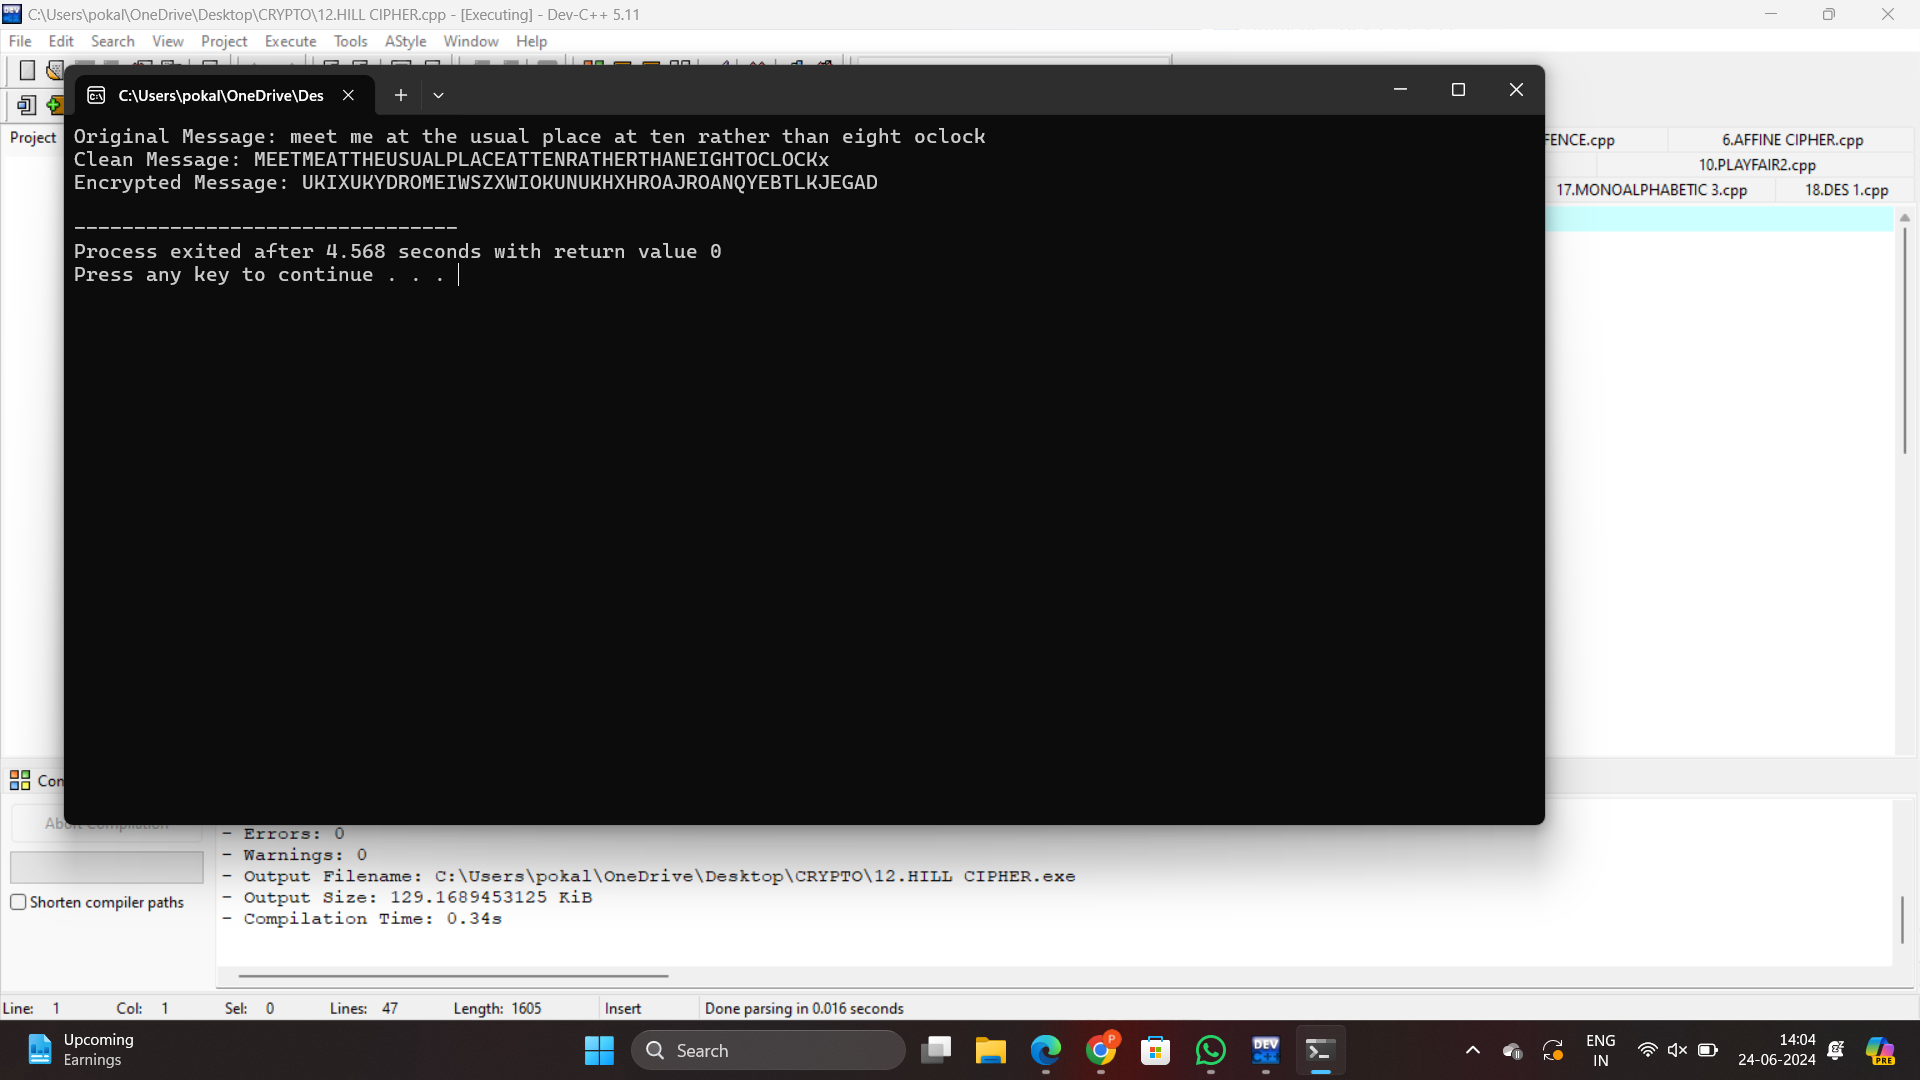 C:\Users\pokal\OneDrive\Desktop\CRYPTO\12.HILL CIPHER.cpp - [Executing] - Dev-C++ 5.11
File Edit Search View Project Execute Tools AStyle Window Help
C:\Users\pokal\OneDrive\Des
Project
Original Message: meet me at the usual place at ten rather than eight oclock
Clean Message: MEETMEATTHEUSUALPLACEATTENRATHERTHANEIGHTOCLOCKx
Encrypted Message: UKIXUKYDROMEIWSZXWIOKUNUKHXHROAJROANQYEBTLKJEGAD
--------------------------------
Process exited after 4.568 seconds with return value 0
Press any key to continue . . .
FENCE.cpp 6.AFFINE CIPHER.cpp
10.PLAYFAIR2.cpp
17.MONOALPHABETIC 3.cpp 18.DES 1.cpp
Con
Abort Compilation
Shorten compiler paths
- Errors: 0
- Warnings: 0
- Output Filename: C:\Users\pokal\OneDrive\Desktop\CRYPTO\12.HILL CIPHER.exe
- Output Size: 129.1689453125 KiB
- Compilation Time: 0.34s
Line: 1 Col: 1 Sel: 0 Lines: 47 Length: 1605 Insert Done parsing in 0.016 seconds
Upcoming
Earnings
Search
DEV
P
ENG
IN
14:04
24-06-2024
PRE